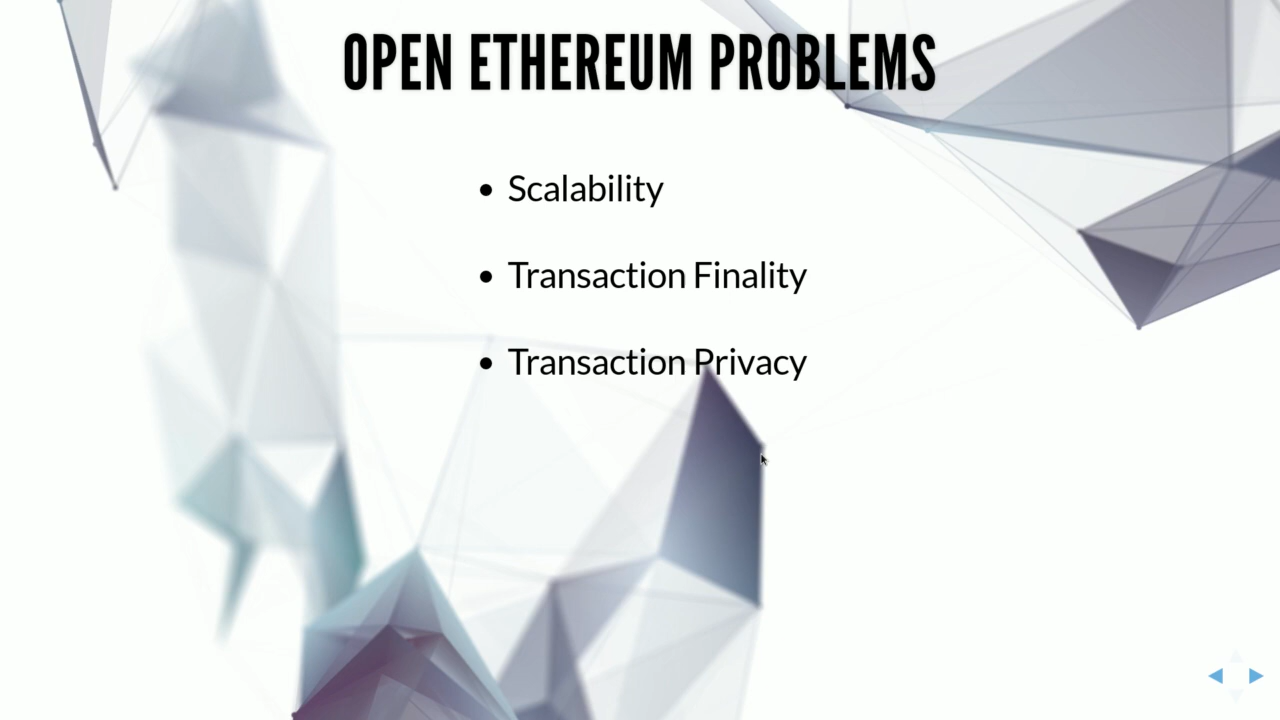 OPEN ETHEREUM PROBLEMS
• Scalability
• Transaction Finality
• Transaction Privacy